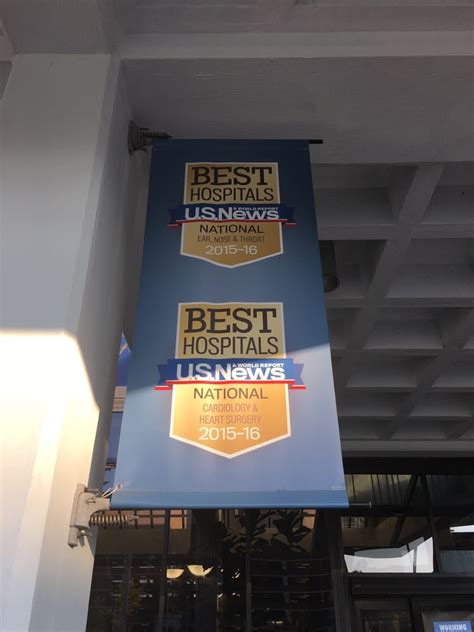 BEST
HOSPITALS
U.S.News
& WORLD REPORT
NATIONAL
EAR, NOSE & THROAT
2015-16
BEST
HOSPITALS
U.S.News
& WORLD REPORT
NATIONAL
CARDIOLOGY &
HEART SURGERY
2015-16
WORKING